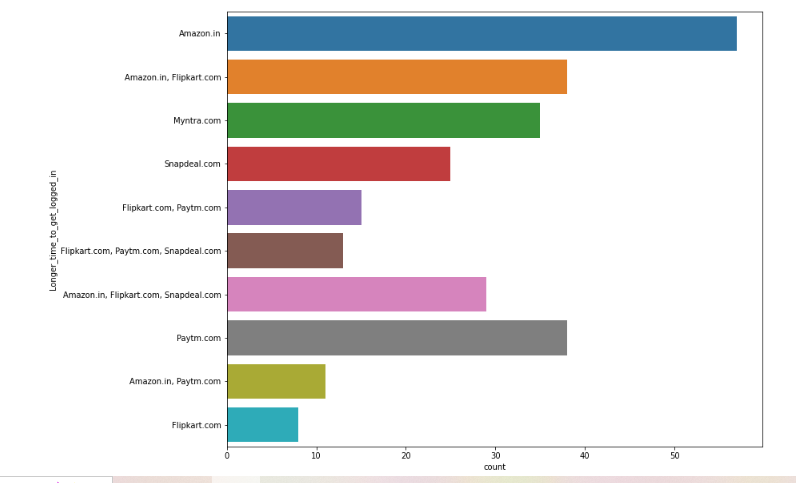 Amazon.in
Amazon.in, Flipkart.com
Myntra.com
Snapdeal.com
Flipkart.com, Paytm.com
Flipkart.com, Paytm.com, Snapdeal.com
Amazon.in, Flipkart.com, Snapdeal.com
Paytm.com
Amazon.in, Paytm.com
Flipkart.com
Longer_time_to_get_logged_in
0 10 20 30 40 50
count